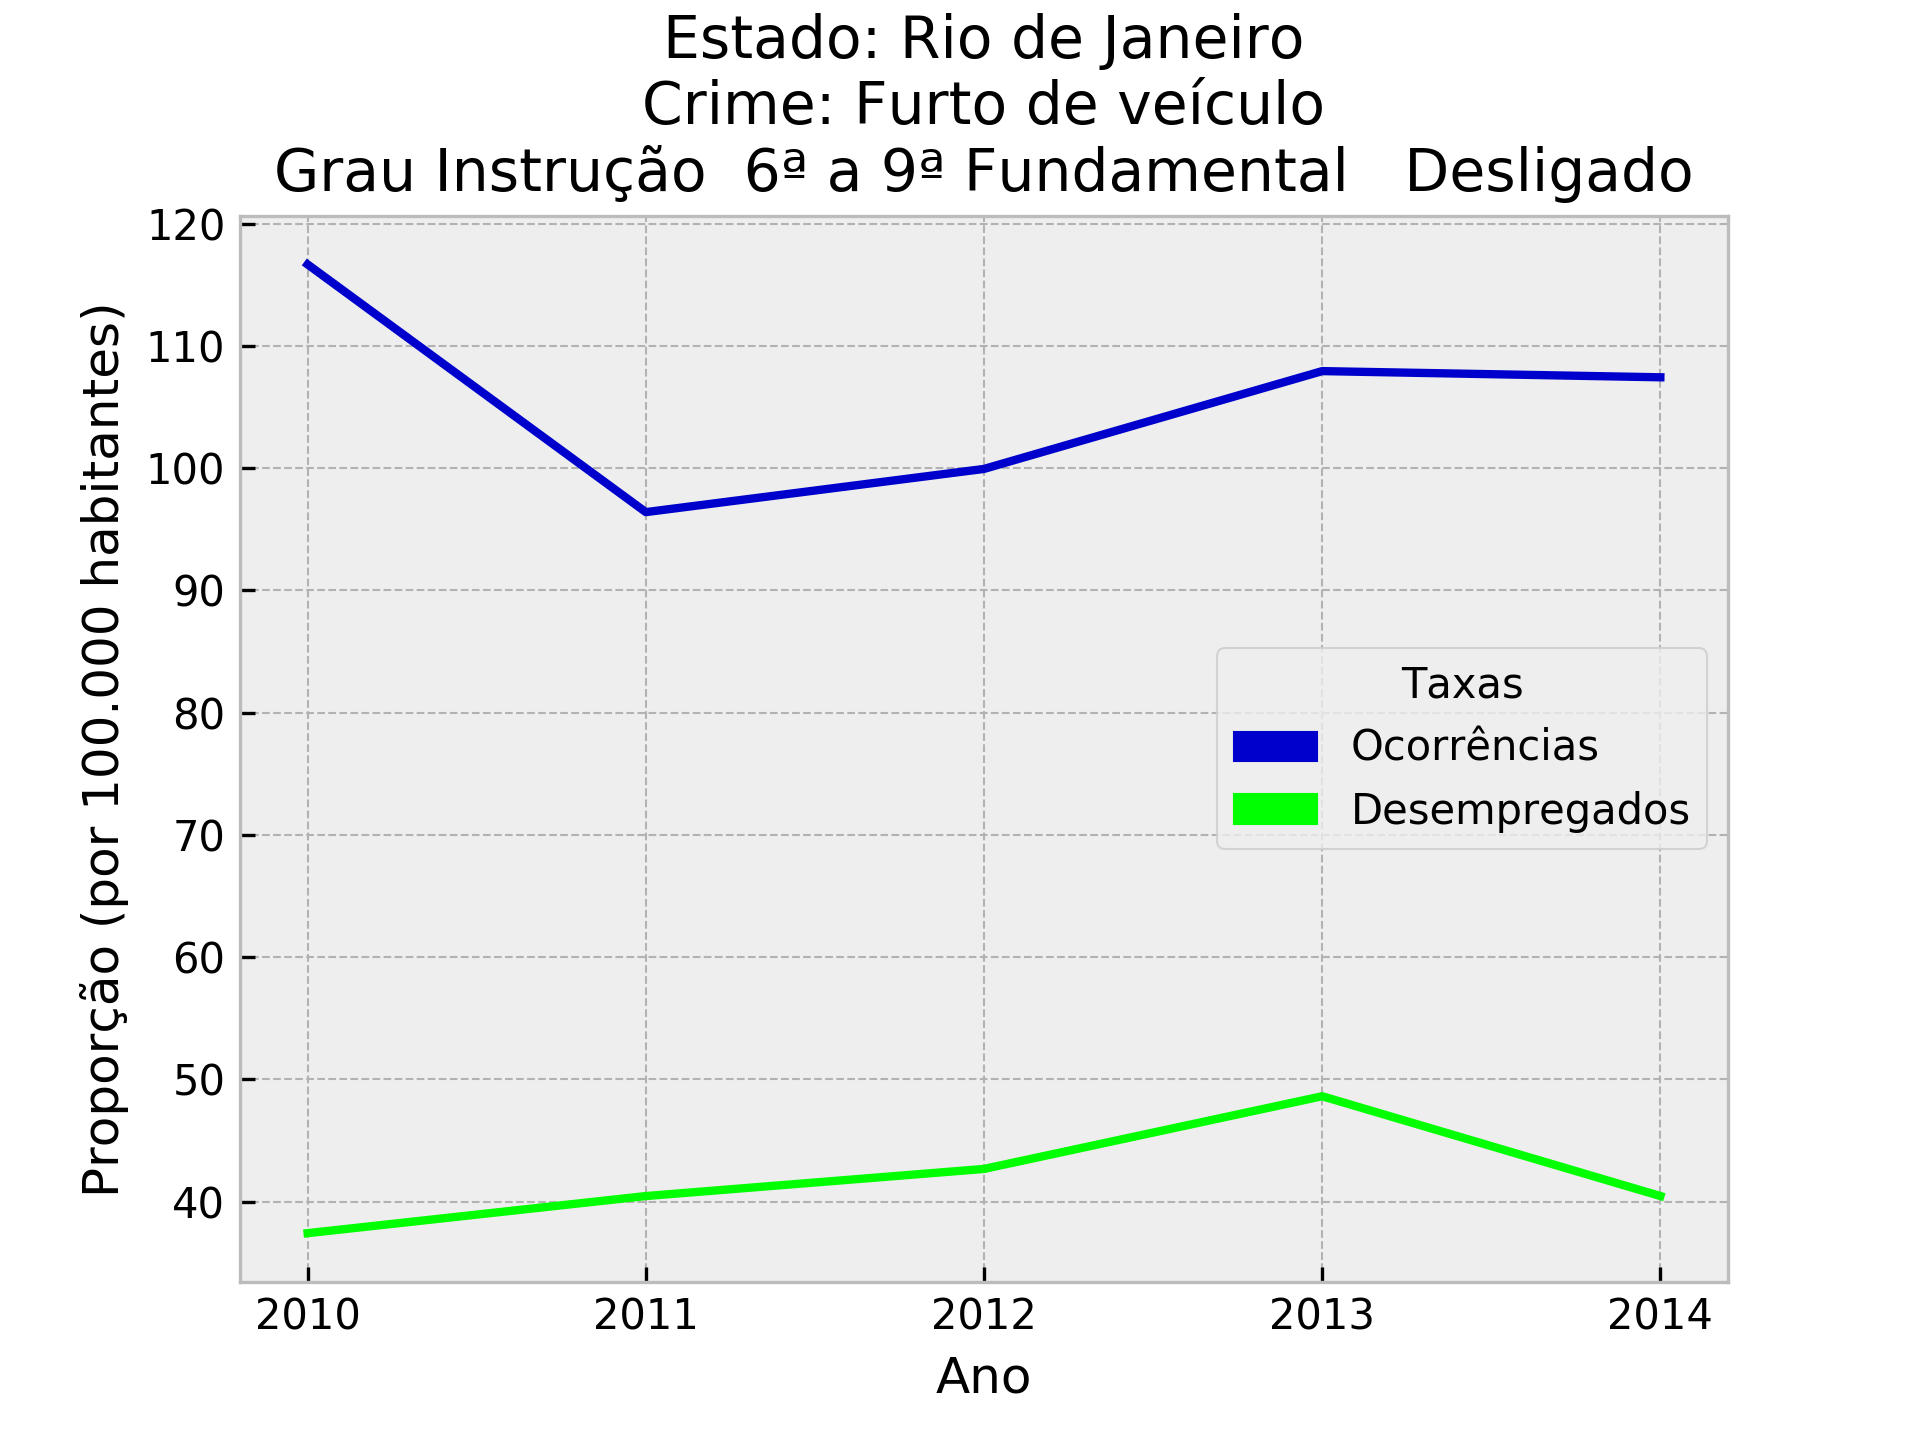 Estado: Rio de Janeiro
Crime: Furto de veículo
Grau Instrução  6ª a 9ª Fundamental   Desligado
Proporção (por 100.000 habitantes)
120
110
100
90
80
70
60
50
40
Taxas
Ocorrências
Desempregados
2010 2011 2012 2013 2014
Ano